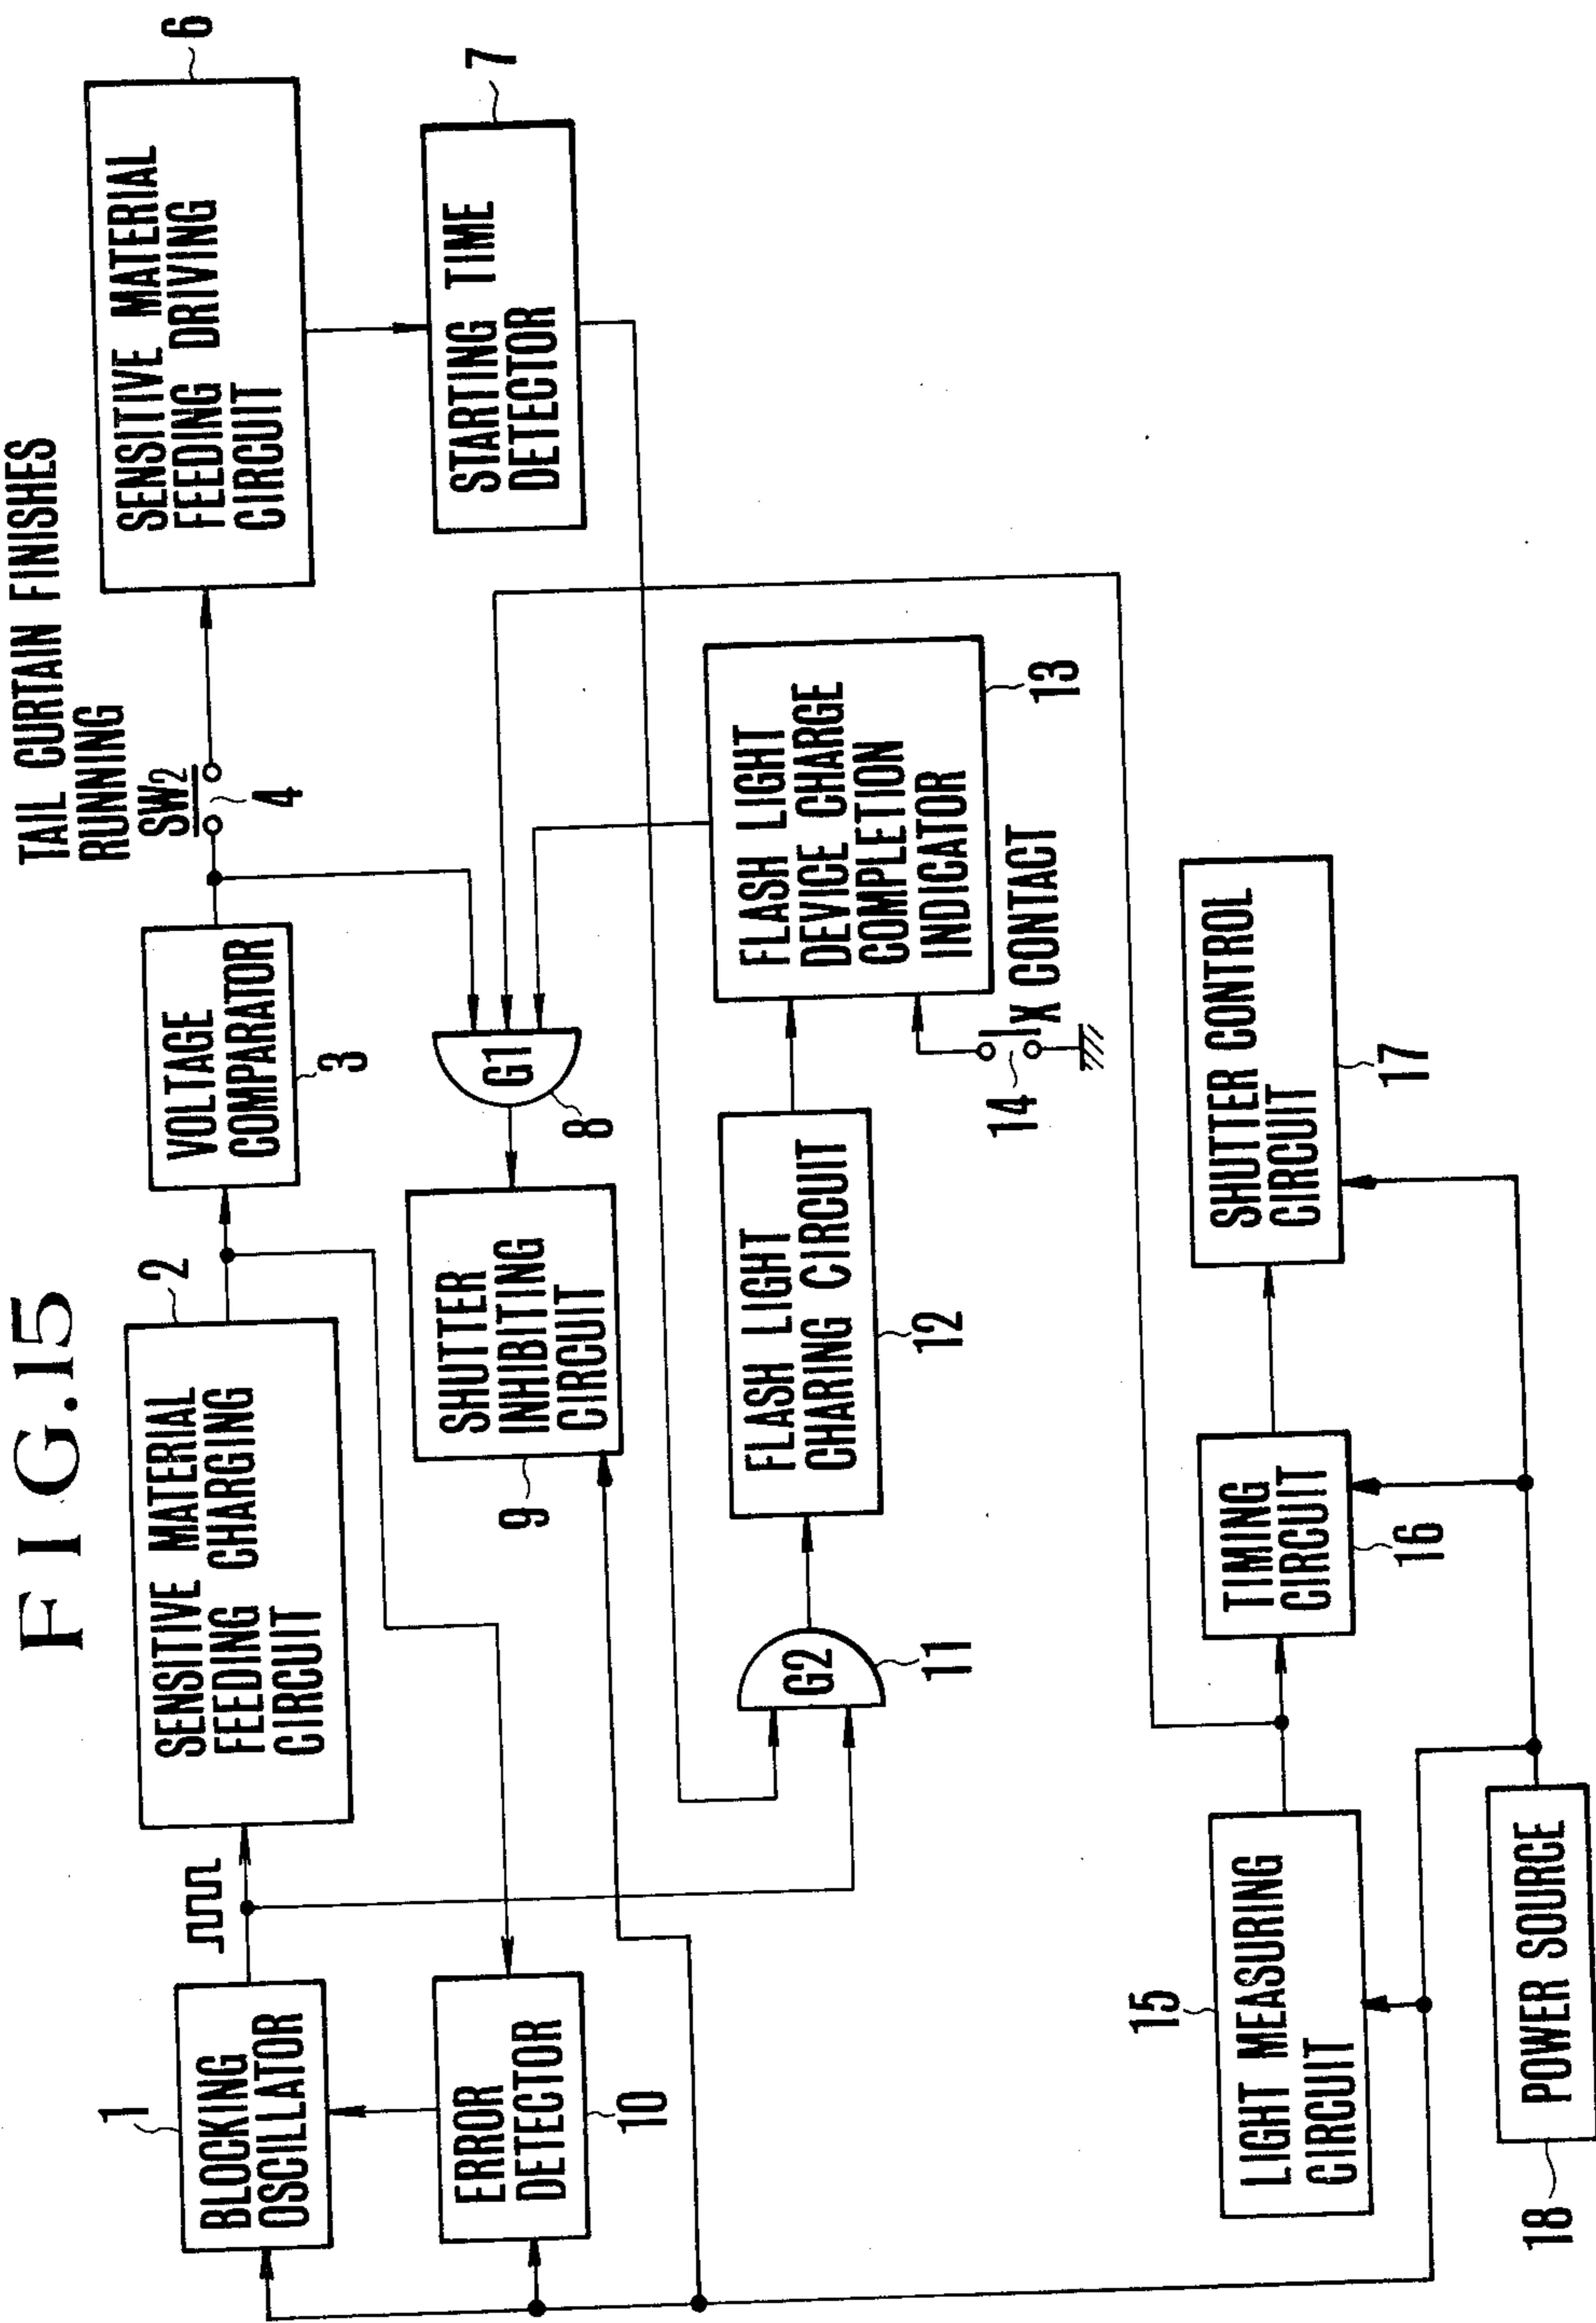 FIG.15
TAIL CURTAIN FINISHES
RUNNING
SW2
4
1
BLOCKING
OSCILLATOR
2
SENSITIVE MATERIAL
FEEDING CHARGING
CIRCUIT
VOLTAGE
COMPARATOR
3
SENSITIVE MATERIAL
FEEDING DRIVING
CIRCUIT
6
ERROR
DETECTOR
10
SHUTTER
INHIBITING
CIRCUIT
9
G1
8
STARTING TIME
DETECTOR
7
G2
11
FLASH LIGHT
CHARING CIRCUIT
12
FLASH LIGHT
DEVICE CHARGE
COMPLETION
INDICATOR
13
14
X CONTACT
15
LIGHT MEASURING
CIRCUIT
TIMING
CIRCUIT
16
SHUTTER CONTROL
CIRCUIT
17
POWER SOURCE
18